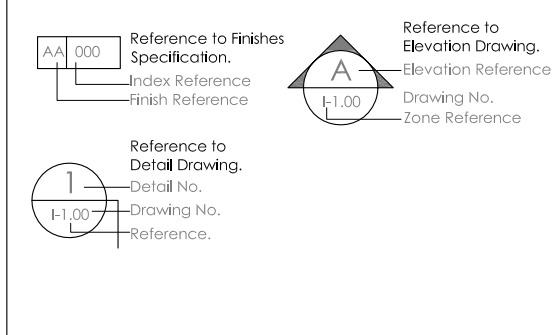 AA 000
Reference to Finishes
Specification.
Index Reference
Finish Reference
Reference to
Elevation Drawing.
A
Elevation Reference
I-1.00
Drawing No.
Zone Reference
Reference to
Detail Drawing.
1
Detail No.
I-1.00
Drawing No.
Reference.